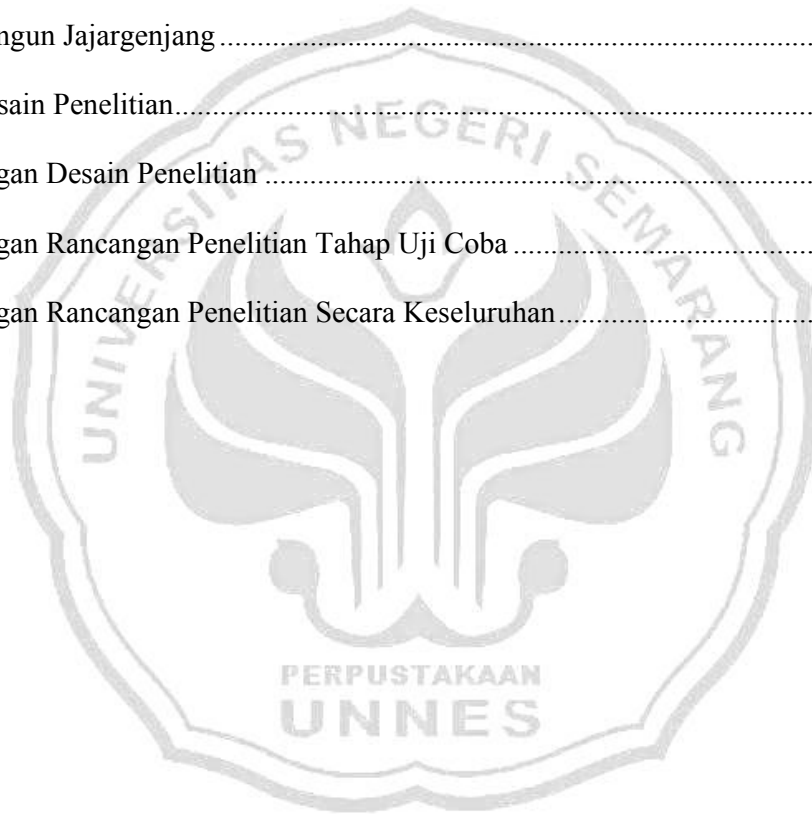 ngun Jajargenjang ........................................................................................
sain Penelitian..............................................................................................
gan Desain Penelitian ..................................................................................
gan Rancangan Penelitian Tahap Uji Coba .............................................
gan Rancangan Penelitian Secara Keseluruhan.......................................
UNIVERSITAS NEGERI SEMARANG
PERPUSTAKAAN
UNNES